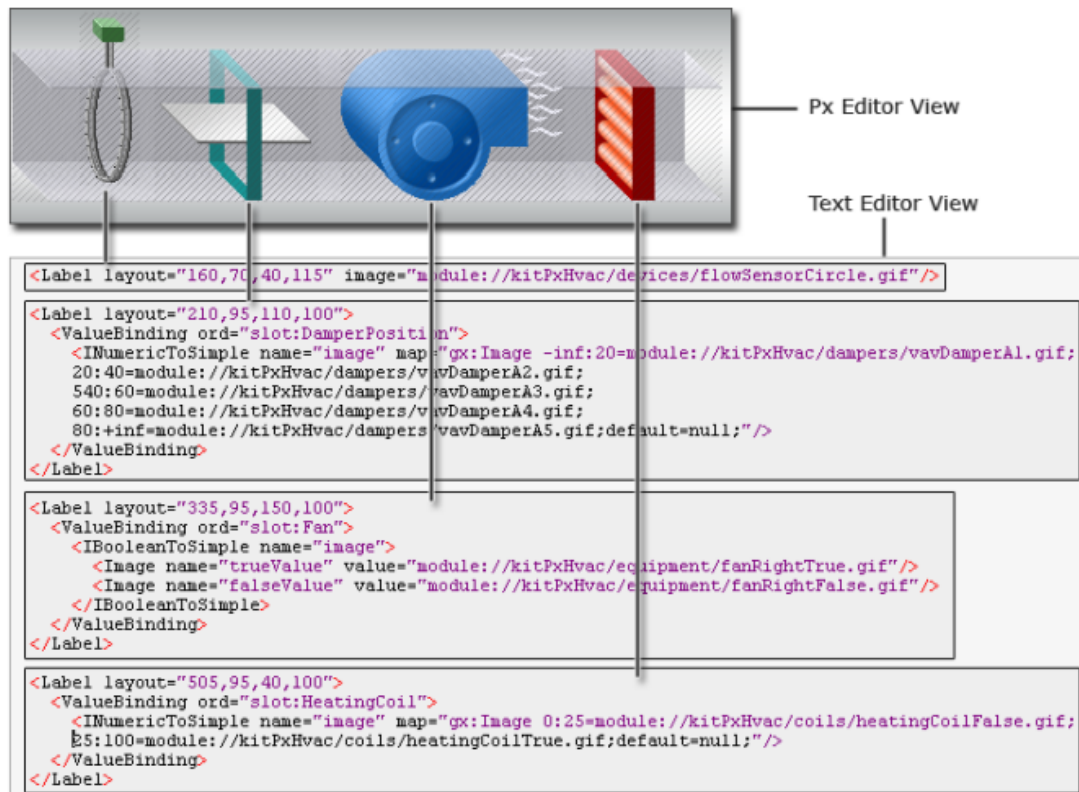 Px Editor View
Text Editor View
<Label layout="160,70,40,115" image="module://kitPxHvac/devices/flowSensorCircle.gif"/>
<Label layout="210,95,110,100">
<ValueBinding ord="slot:DamperPosition">
<INumericToSimple name="image" map="gx:Image -inf:20=module://kitPxHvac/dampers/vavDamperA1.gif;
20:40=module://kitPxHvac/dampers/vavDamperA2.gif;
540:60=module://kitPxHvac/dampers/vavDamperA3.gif;
60:80=module://kitPxHvac/dampers/vavDamperA4.gif;
80:+inf=module://kitPxHvac/dampers/vavDamperA5.gif;default=null;"/>
</ValueBinding>
</Label>
<Label layout="335,95,150,100">
<ValueBinding ord="slot:Fan">
<IBooleanToSimple name="image">
<Image name="trueValue" value="module://kitPxHvac/equipment/fanRightTrue.gif"/>
<Image name="falseValue" value="module://kitPxHvac/equipment/fanRightFalse.gif"/>
</IBooleanToSimple>
</ValueBinding>
</Label>
<Label layout="505,95,40,100">
<ValueBinding ord="slot:HeatingCoil">
<INumericToSimple name="image" map="gx:Image 0:25=module://kitPxHvac/coils/heatingCoilFalse.gif;
25:100=module://kitPxHvac/coils/heatingCoilTrue.gif;default=null;"/>
</ValueBinding>
</Label>